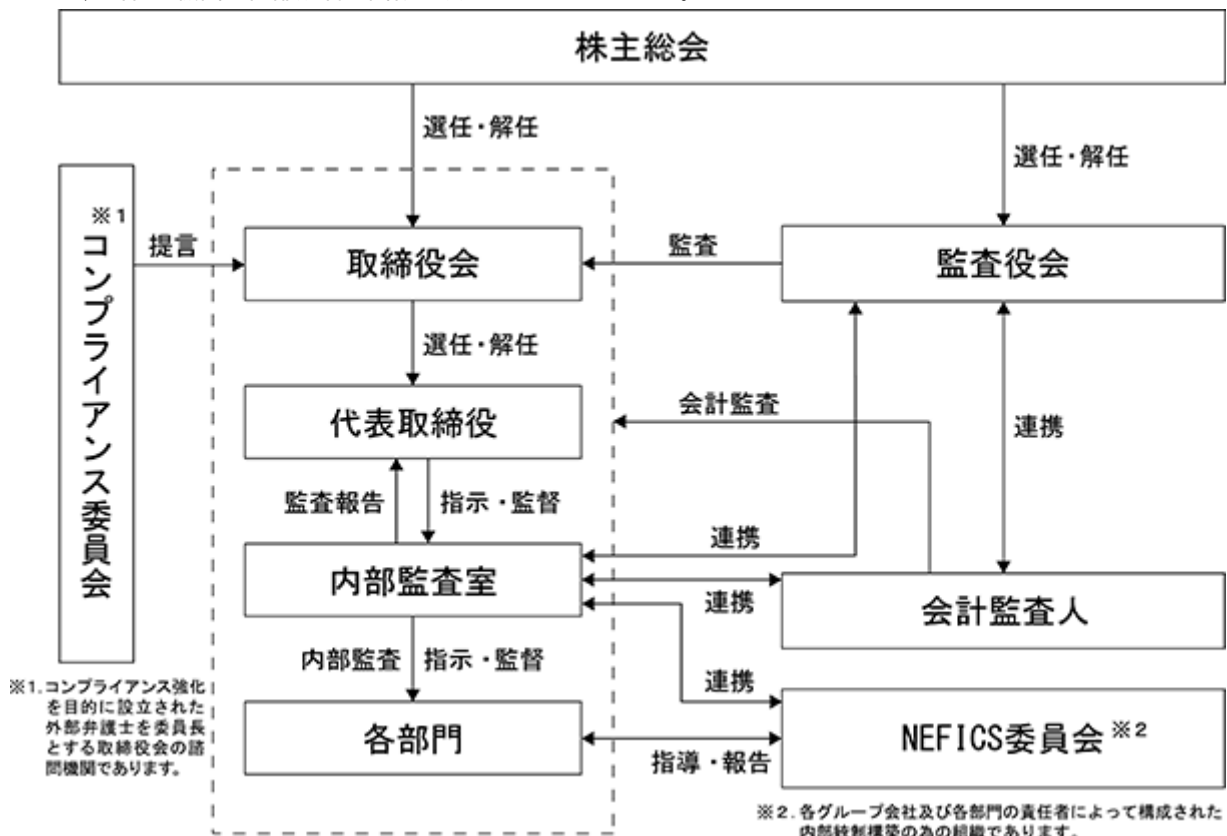 株主総会
選任・解任
選任・解任
※1
コンプライアンス委員会
提言
取締役会
監査
監査役会
選任・解任
代表取締役
会計監査
連携
監査報告
指示・監督
内部監査室
連携
連携
会計監査人
内部監査
指示・監督
連携
各部門
指導・報告
NEFICS委員会※2
※1.コンプライアンス強化
を目的に設立された
外部弁護士を委員長
とする取締役会の諮
問機関であります。
※2.各グループ会社及び各部門の責任者によって構成された
内部統制構築の為の組織であります。